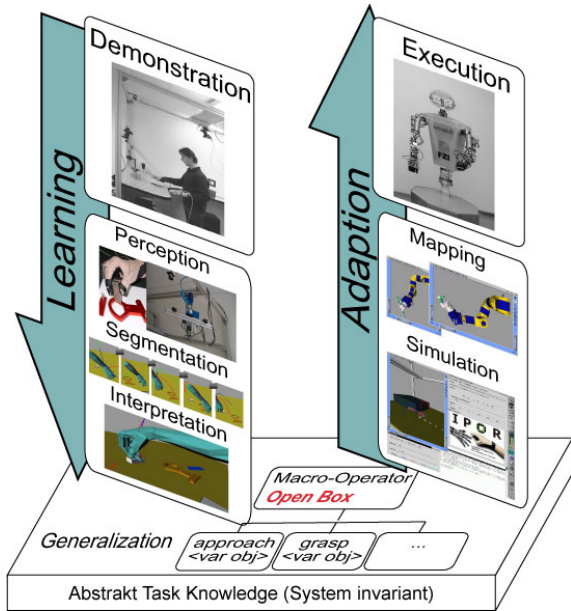 Demonstration
Learning
Perception
Segmentation
Interpretation
Execution
FZI
Adaption
Mapping
Simulation
I P O R
Macro-Operator
Open Box
Generalization
approach
<var obj>
grasp
<var obj>
...
Abstrakt Task Knowledge (System invariant)